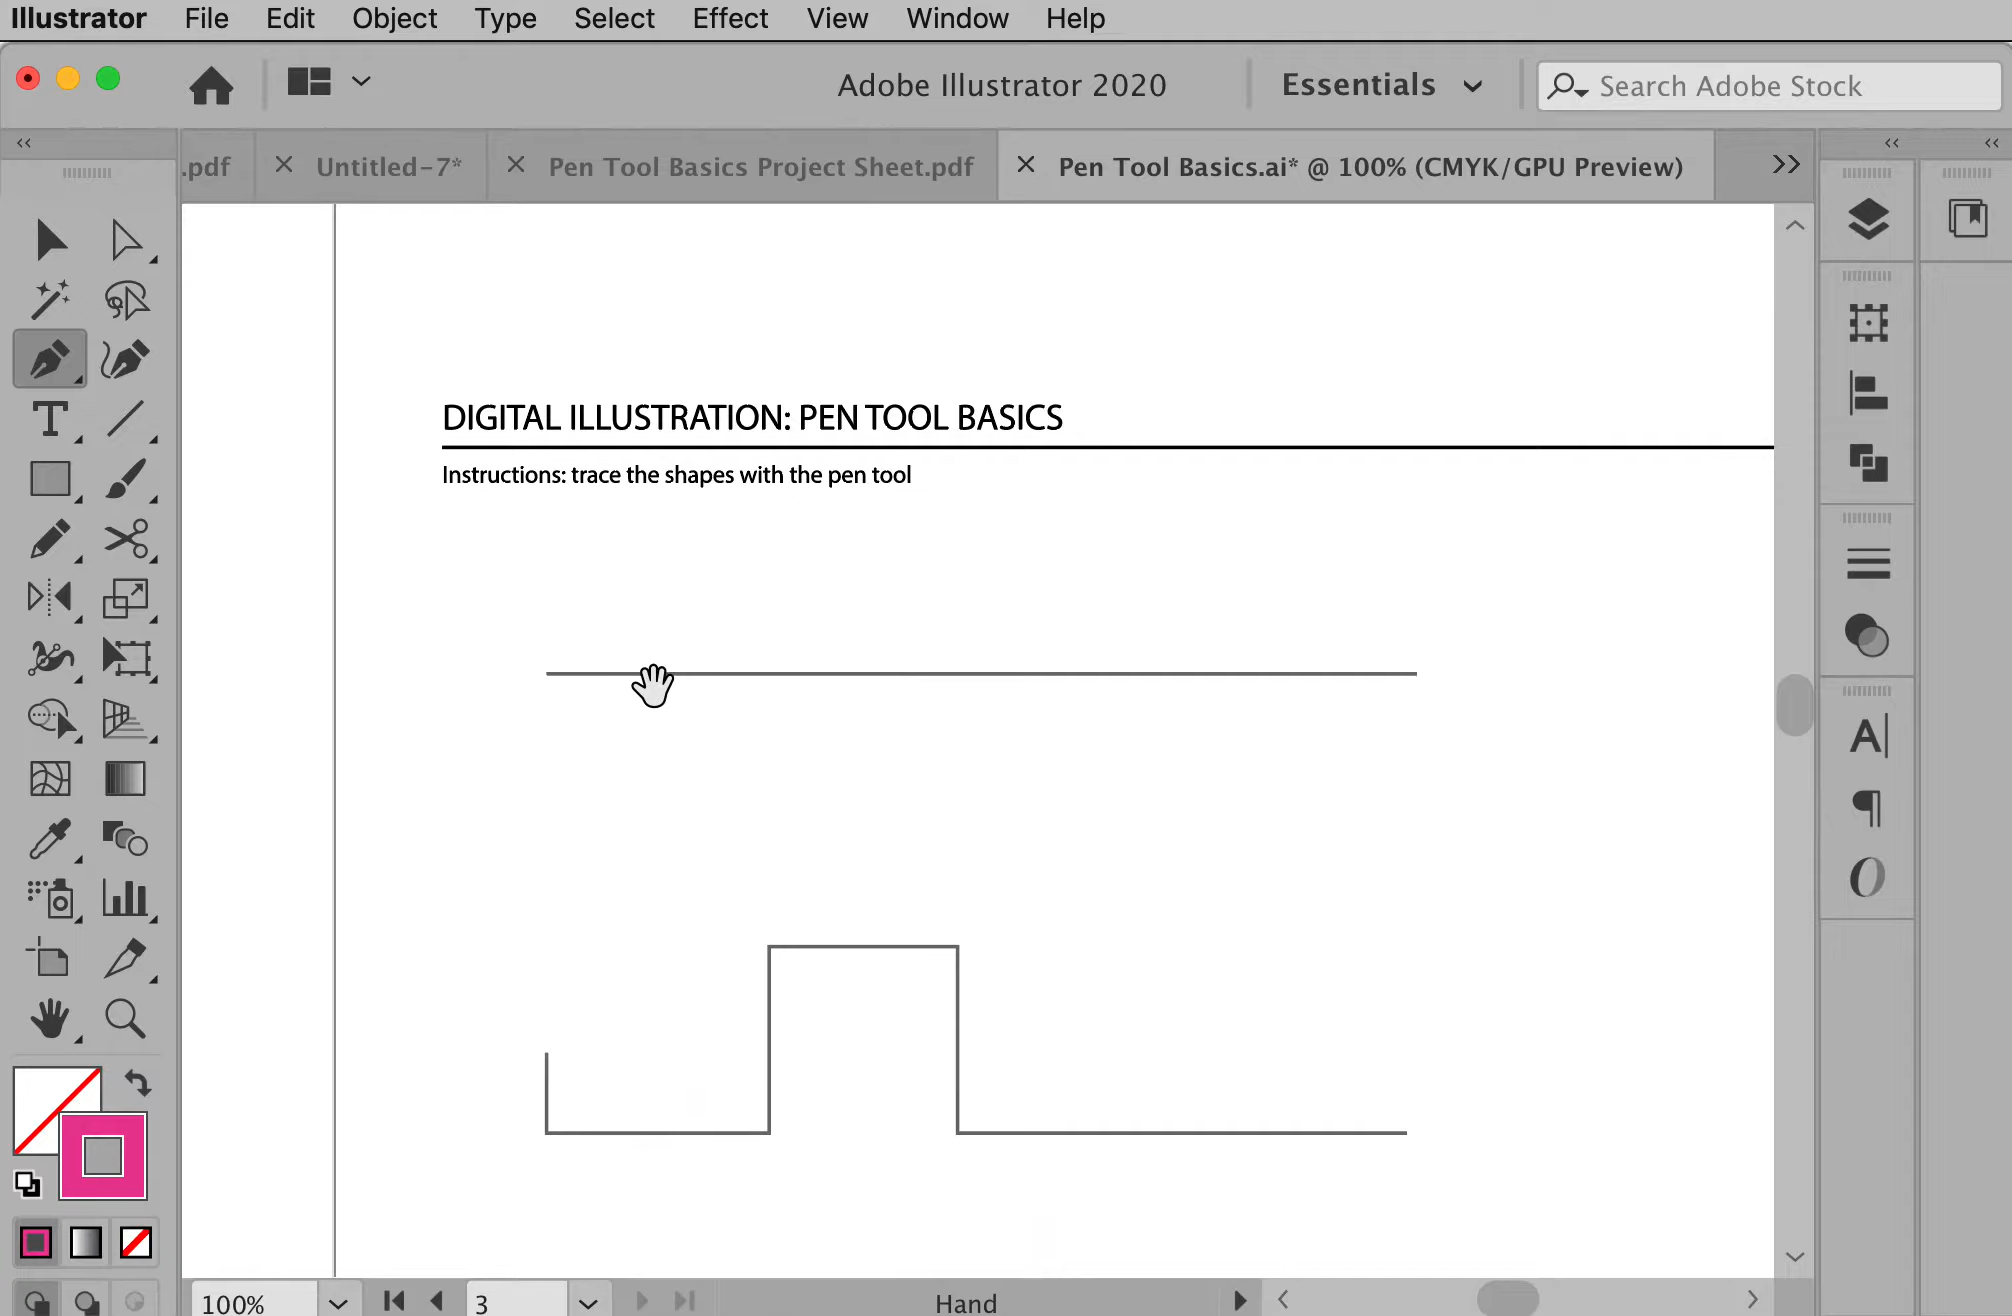 Illustrator File Edit Object Type Select Effect View Window Help
Adobe Illustrator 2020 Essentials Search Adobe Stock
.pdf Untitled-7* Pen Tool Basics Project Sheet.pdf Pen Tool Basics.ai* @ 100% (CMYK/GPU Preview)
DIGITAL ILLUSTRATION: PEN TOOL BASICS
Instructions: trace the shapes with the pen tool
100% 3 Hand